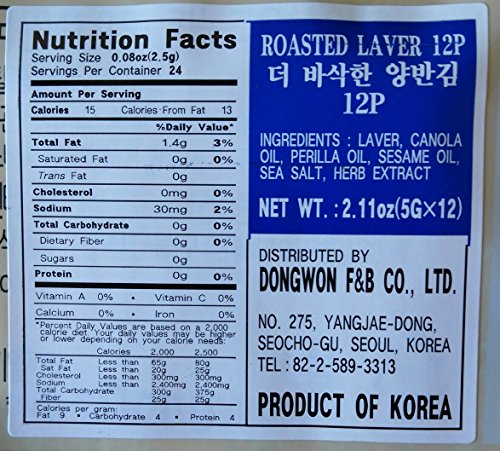 Nutrition Facts
Serving Size 0.08oz(2.5g)
Servings Per Container 24
Amount Per Serving
Calories 15 Calories From Fat 13
%Daily Value*
Total Fat 1.4g 3%
Saturated Fat 0g 0%
Trans Fat 0g
Cholesterol 0mg 0%
Sodium 30mg 2%
Total Carbohydrate 0g 0%
Dietary Fiber 0g 0%
Sugars 0g
Protein 0g 0%
Vitamin A 0% • Vitamin C 0%
Calcium 0% • Iron 0%
*Percent Daily Values are based on a 2,000
calorie diet Your daily values may be higher
or lower depending on your calorie needs:
Calories 2,000 2,500
Total Fat Less than 65g 80g
Sat Fat Less than 20g 25g
Cholesterol Less than 300mg 300mg
Sodium Less than 2,400mg 2,400mg
Total Carbohydrate 300g 375g
Fiber 25g 25g
Calories per gram:
Fat 9 • Carbohydrate 4 • Protein 4
ROASTED LAVER 12P
더 바삭한 양반김
12P
INGREDIENTS : LAVER, CANOLA
OIL, PERILLA OIL, SESAME OIL,
SEA SALT, HERB EXTRACT
NET WT. : 2.11oz(5G×12)
DISTRIBUTED BY
DONGWON F&B CO., LTD.
NO. 275, YANGJAE-DONG,
SEOCHO-GU, SEOUL, KOREA
TEL : 82-2-589-3313
PRODUCT OF KOREA